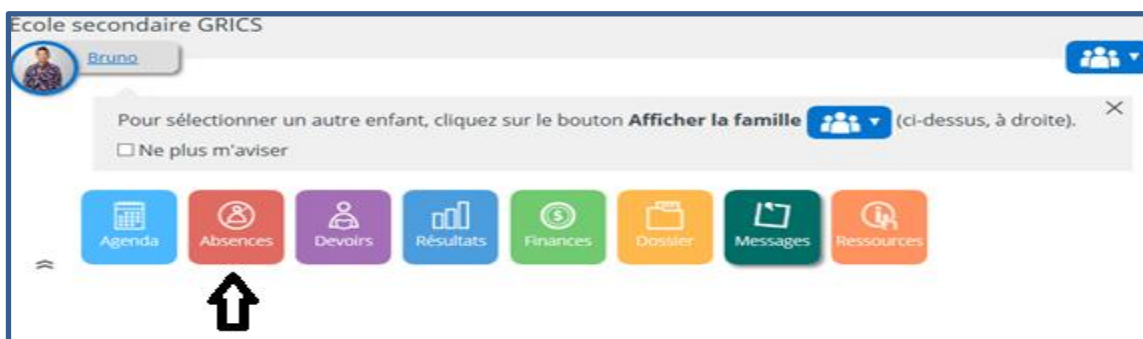 Ecole secondaire GRICS
Bruno
Pour sélectionner un autre enfant, cliquez sur le bouton Afficher la famille (ci-dessus, à droite).
Ne plus m'aviser
Agenda Absences Devoirs Résultats Finances Dossier Messages Ressources